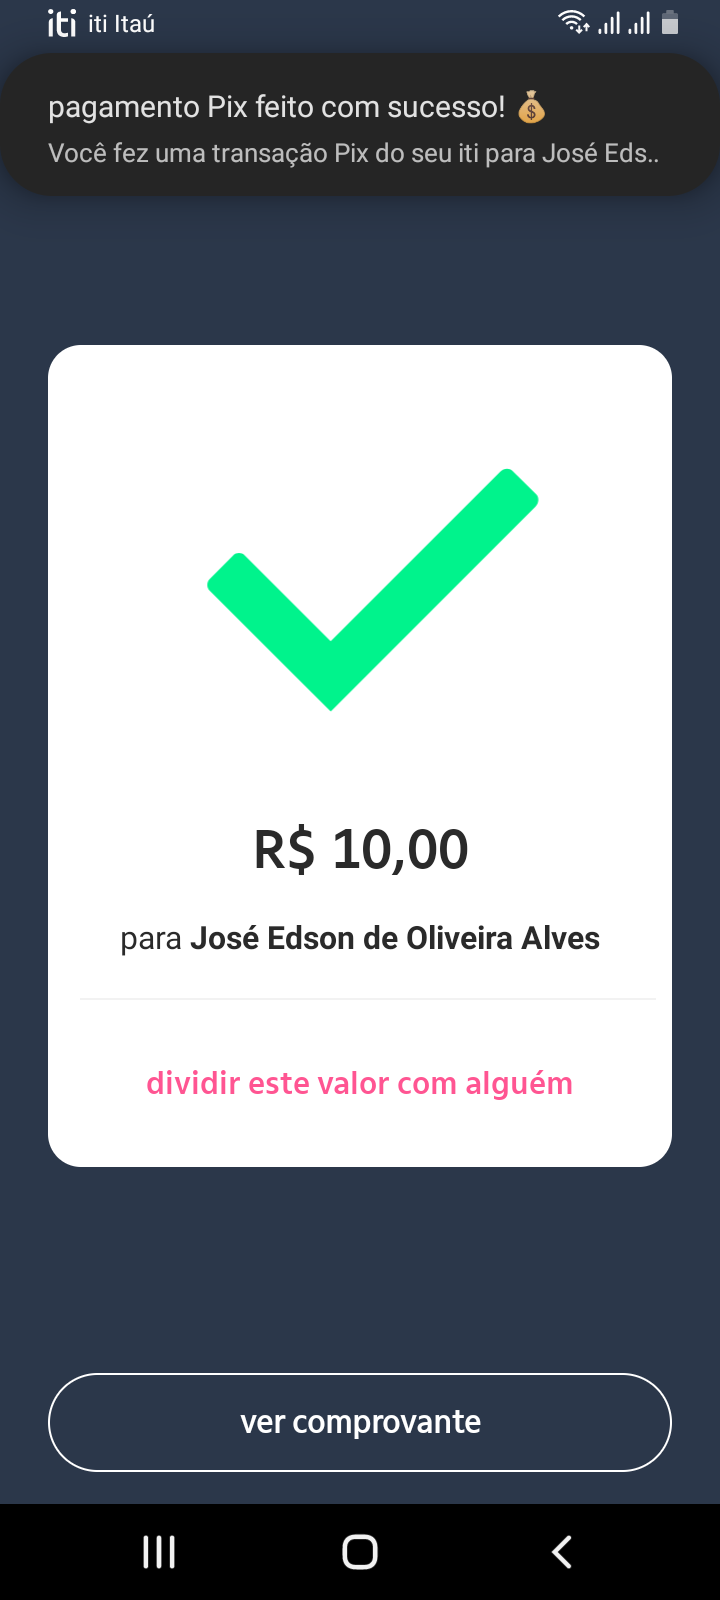 iti iti Itaú
pagamento Pix feito com sucesso! 💰
Você fez uma transação Pix do seu iti para José Eds..
R$ 10,00
para José Edson de Oliveira Alves
dividir este valor com alguém
ver comprovante